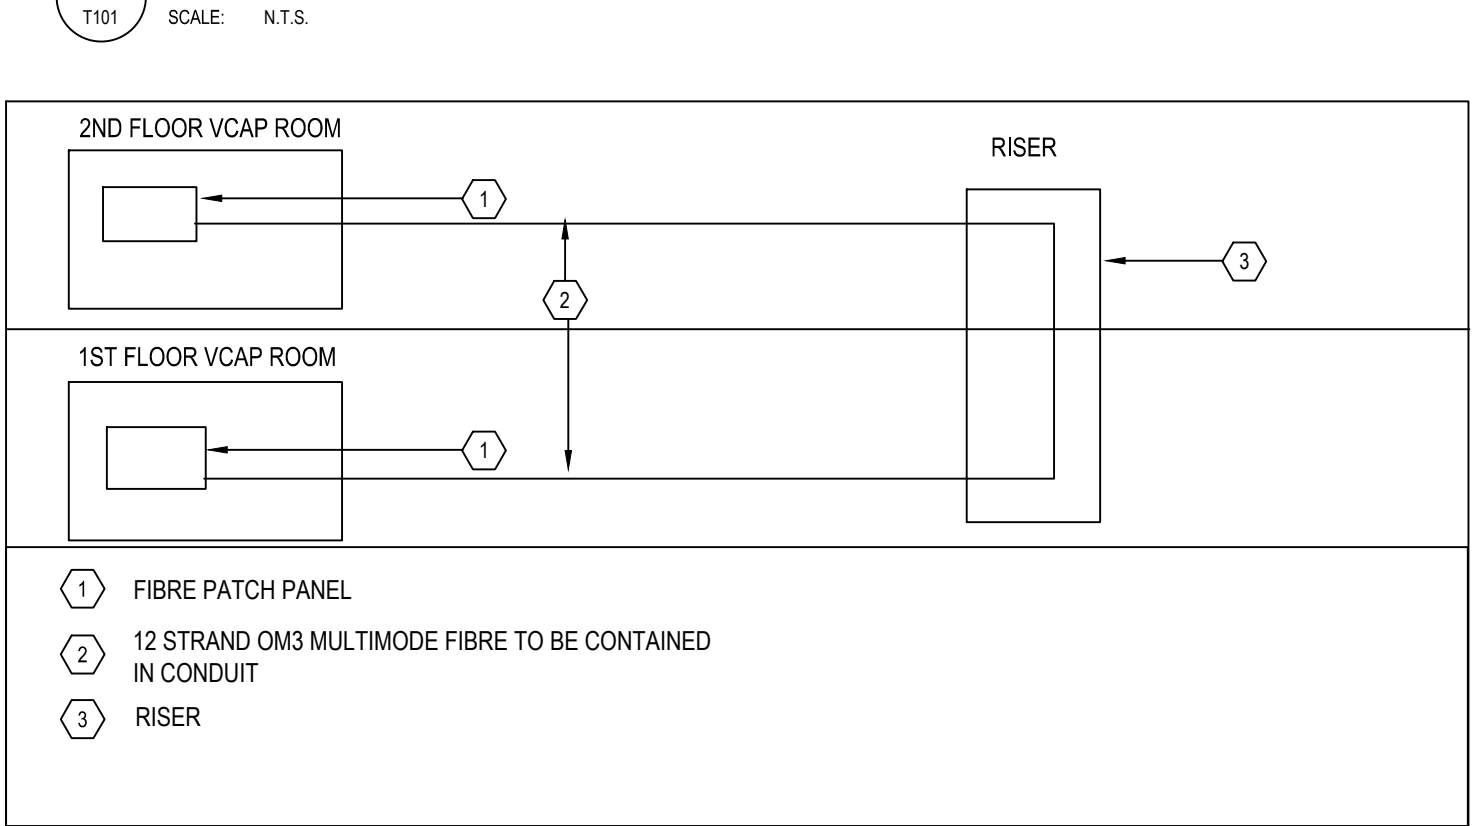 T101 SCALE: N.T.S.
2ND FLOOR VCAP ROOM
RISER
1
3
2
1ST FLOOR VCAP ROOM
1
1 FIBRE PATCH PANEL
2 12 STRAND OM3 MULTIMODE FIBRE TO BE CONTAINED
IN CONDUIT
3 RISER